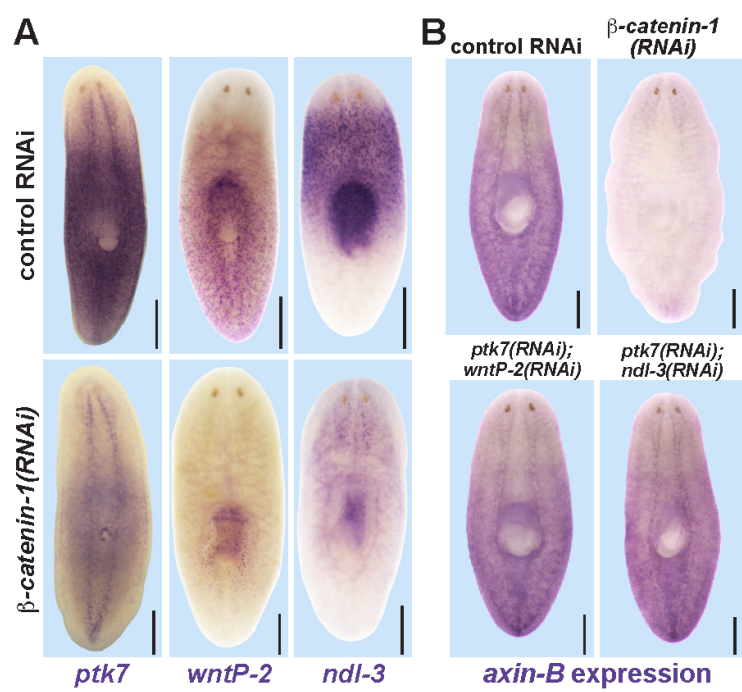 A
control RNAi
β-catenin-1(RNAi)
ptk7
wntP-2
ndl-3
B
control RNAi
β-catenin-1
(RNAi)
ptk7(RNAi);
wntP-2(RNAi)
ptk7(RNAi);
ndl-3(RNAi)
axin-B expression